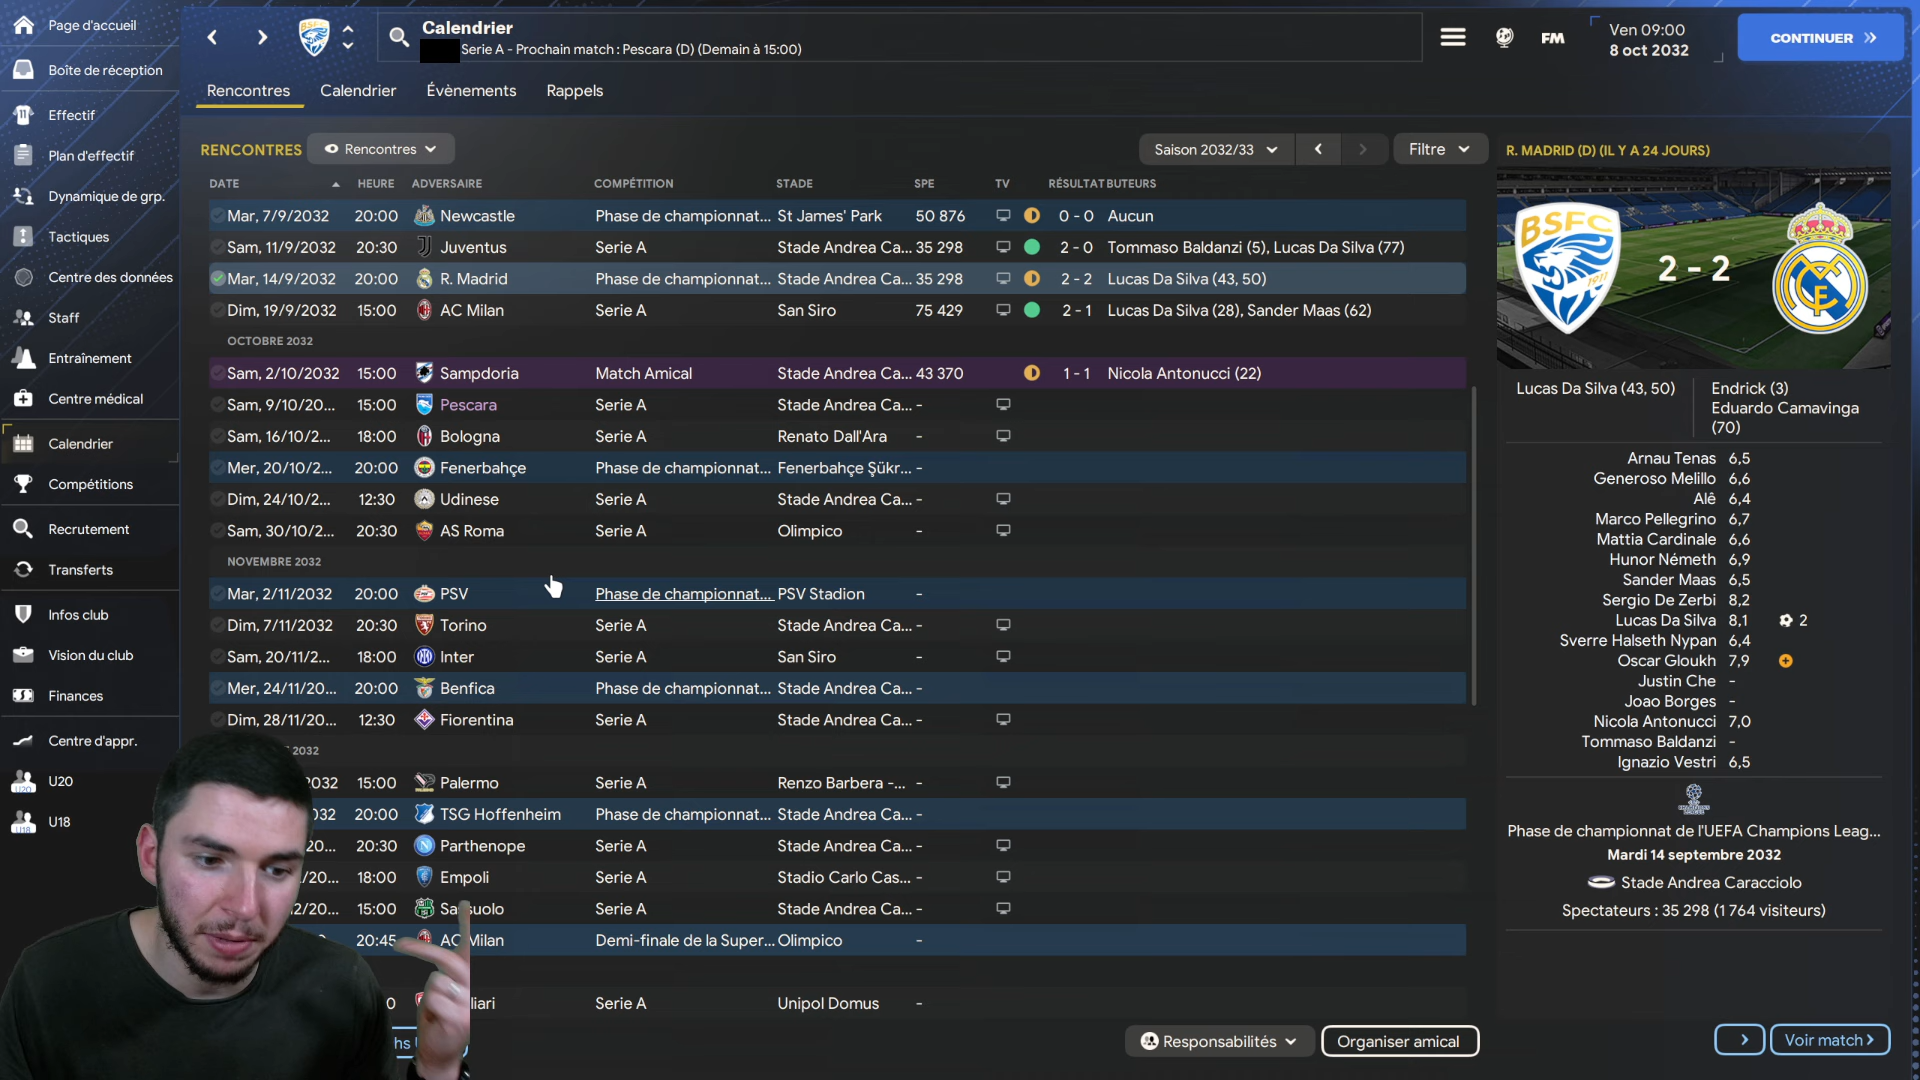 Page d'accueil
Boîte de réception
Effectif
Plan d'effectif
Dynamique de grp.
Tactiques
Centre des données
Staff
Entraînement
Centre médical
Calendrier
Compétitions
Recrutement
Transferts
Infos club
Vision du club
Finances
Centre d'appr.
U20
U18
Calendrier
Serie A - Prochain match : Pescara (D) (Demain à 15:00)
FM
Ven 09:00
8 oct 2032
CONTINUER
Rencontres Calendrier Évènements Rappels
RENCONTRES Rencontres Saison 2032/33 Filtre
DATE HEURE ADVERSAIRE COMPÉTITION STADE SPE TV RÉSULTAT BUTEURS
Mar, 7/9/2032 20:00 Newcastle Phase de championnat... St James' Park 50 876 0 - 0 Aucun
Sam, 11/9/2032 20:30 Juventus Serie A Stade Andrea Ca... 35 298 2 - 0 Tommaso Baldanzi (5), Lucas Da Silva (77)
Mar, 14/9/2032 20:00 R. Madrid Phase de championnat... Stade Andrea Ca... 35 298 2 - 2 Lucas Da Silva (43, 50)
Dim, 19/9/2032 15:00 AC Milan Serie A San Siro 75 429 2 - 1 Lucas Da Silva (28), Sander Maas (62)
OCTOBRE 2032
Sam, 2/10/2032 15:00 Sampdoria Match Amical Stade Andrea Ca... 43 370 1 - 1 Nicola Antonucci (22)
Sam, 9/10/20... 15:00 Pescara Serie A Stade Andrea Ca... -
Sam, 16/10/2... 18:00 Bologna Serie A Renato Dall'Ara -
Mer, 20/10/2... 20:00 Fenerbahçe Phase de championnat... Fenerbahçe Şükr... -
Dim, 24/10/2... 12:30 Udinese Serie A Stade Andrea Ca... -
Sam, 30/10/2... 20:30 AS Roma Serie A Olimpico -
NOVEMBRE 2032
Mar, 2/11/2032 20:00 PSV Phase de championnat... PSV Stadion -
Dim, 7/11/2032 20:30 Torino Serie A Stade Andrea Ca... -
Sam, 20/11/2... 18:00 Inter Serie A San Siro -
Mer, 24/11/20... 20:00 Benfica Phase de championnat... Stade Andrea Ca... -
Dim, 28/11/20... 12:30 Fiorentina Serie A Stade Andrea Ca... -
2032
15:00 Palermo Serie A Renzo Barbera -... -
20:00 TSG Hoffenheim Phase de championnat... Stade Andrea Ca... -
20:30 Parthenope Serie A Stade Andrea Ca... -
18:00 Empoli Serie A Stadio Carlo Cas... -
15:00 Serie A Stade Andrea Ca... -
20:45 AC Milan Demi-finale de la Super... Olimpico -
Serie A Unipol Domus -
Responsabilités Organiser amical
R. MADRID (D) (IL Y A 24 JOURS)
BSFC
1917
2 - 2
Lucas Da Silva (43, 50)
Endrick (3)
Eduardo Camavinga
(70)
Arnau Tenas 6,5
Generoso Melillo 6,6
Alê 6,4
Marco Pellegrino 6,7
Mattia Cardinale 6,6
Hunor Németh 6,9
Sander Maas 6,5
Sergio De Zerbi 8,2
Lucas Da Silva 8,1 2
Sverre Halseth Nypan 6,4
Oscar Gloukh 7,9
Justin Che -
Joao Borges -
Nicola Antonucci 7,0
Tommaso Baldanzi -
Ignazio Vestri 6,5
Phase de championnat de l'UEFA Champions Leag...
Mardi 14 septembre 2032
Stade Andrea Caracciolo
Spectateurs : 35 298 (1 764 visiteurs)
Voir match